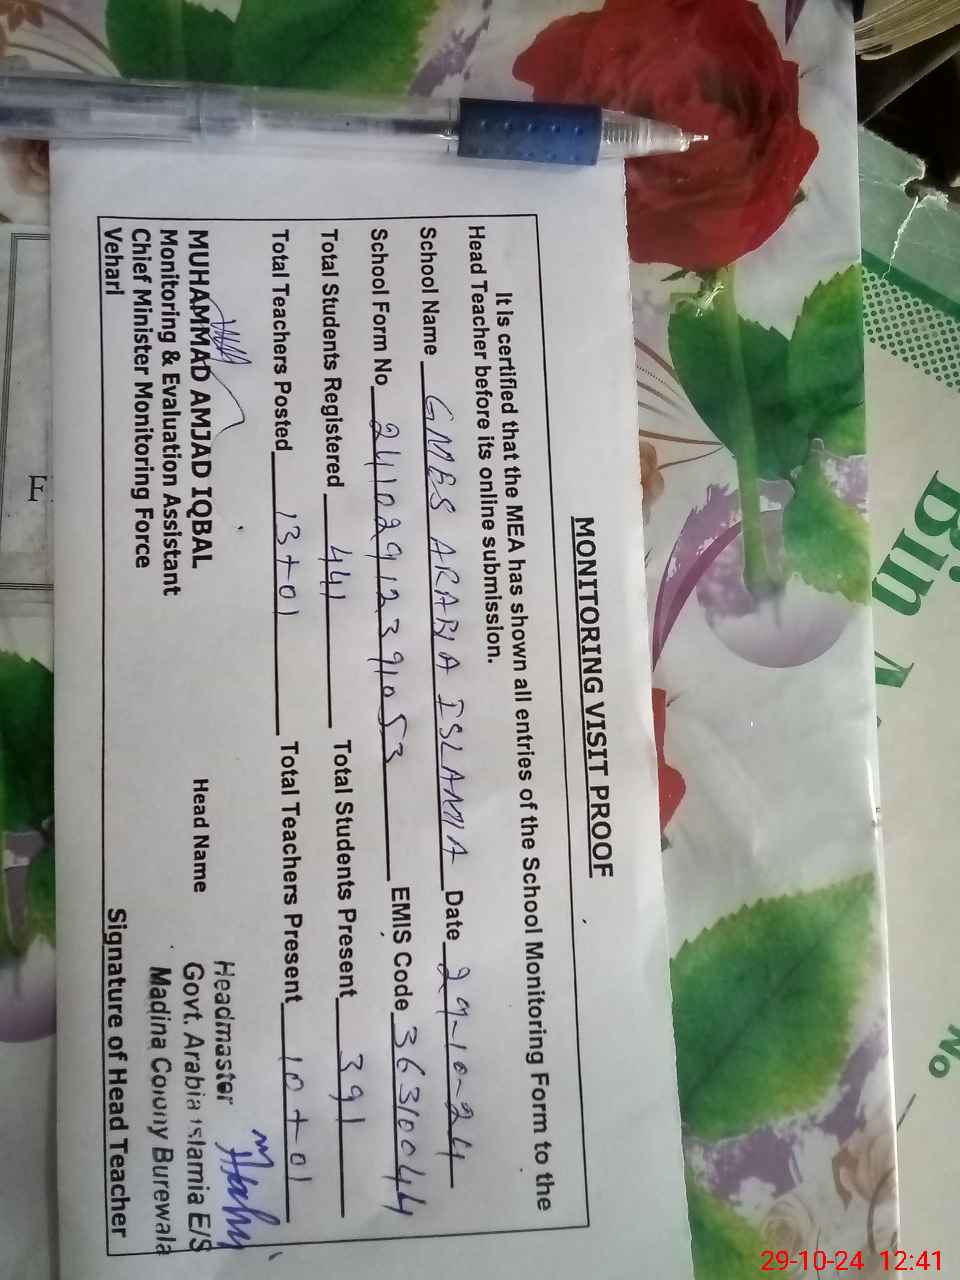 MONITORING VISIT PROOF
It is certified that the MEA has shown all entries of the School Monitoring Form to the
Head Teacher before its online submission.
School Name GMES ARABIA ISLAMIA Date 29-10-24
School Form No 24102912391053 EMIS Code 36310044
Total Students Registered 441 Total Students Present 391
Total Teachers Posted 13+01 Total Teachers Present 10+01
MUHAMMAD AMJAD IQBAL
Monitoring & Evaluation Assistant
Chief Minister Monitoring Force
Vehari
Head Name
Headmaster
Govt. Arabia Islamia E/S
Madina Colony Burewala
Signature of Head Teacher
Bin
No
29-10-24 12:41